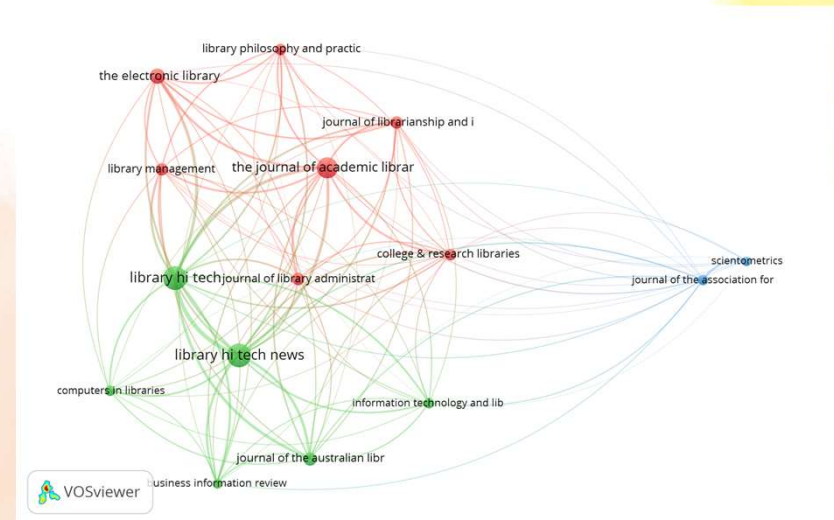 library philosophy and practic
the electronic library
journal of librarianship and i
library management
the journal of academic librar
college & research libraries
scientometrics
library hi tech
journal of library administrat
journal of the association for
library hi tech news
computers in libraries
information technology and lib
journal of the australian libr
business information review
VOSviewer